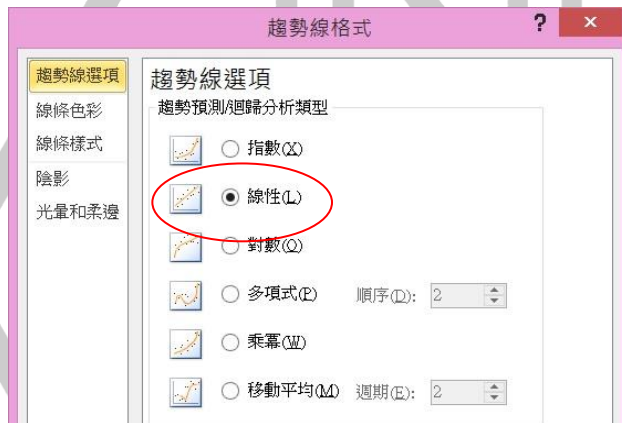 趨勢線格式 ? ×
趨勢線選項
線條色彩
線條樣式
陰影
光暈和柔邊
趨勢線選項
趨勢預測/迴歸分析類型
指數(X)
線性(L)
對數(O)
多項式(P) 順序(D): 2
乘冪(W)
移動平均(M) 週期(E): 2